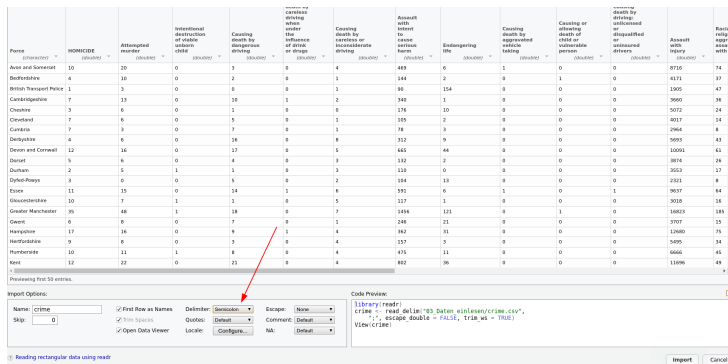 Force HOMICIDE Attempted murder Intentional destruction of viable unborn child Causing death by dangerous driving death by careless driving when under the influence of drink or drugs Causing death by careless or inconsiderate driving Assault with intent to cause serious harm Endangering life Causing death by aggravated vehicle taking Causing or allowing death of child or vulnerable person death by driving: unlicensed or disqualified or uninsured drivers Assault with injury
(character) (double) (double) (double) (double) (double) (double) (double) (double) (double) (double) (double) (double)
Avon and Somerset 10 20 0 3 0 4 469 6 1 0 0 8716 74
Bedfordshire 4 10 0 2 0 1 144 2 0 1 0 4171 37
British Transport Police 1 3 0 0 0 1 90 154 0 0 0 1905 47
Cambridgeshire 7 13 0 10 1 2 340 1 0 0 0 3660 36
Cheshire 3 6 0 1 0 0 176 10 0 0 0 5072 24
Cleveland 7 6 0 5 0 1 105 2 0 0 0 4017 14
Cumbria 7 3 0 7 0 1 78 3 0 0 0 2964 8
Derbyshire 4 6 0 16 0 6 312 9 0 0 0 5693 43
Devon and Cornwall 12 16 0 17 0 5 665 44 0 0 0 10091 61
Dorset 5 6 0 4 0 3 132 2 0 0 0 3874 26
Durham 2 5 1 1 0 3 110 0 0 0 0 3553 17
Dyfed-Powys 3 0 0 5 0 2 104 13 0 0 0 2321 8
Essex 11 15 0 14 1 6 591 6 1 0 1 9637 64
Gloucestershire 10 7 1 1 0 5 117 1 0 0 0 3018 16
Greater Manchester 35 48 1 18 0 7 1456 121 0 1 0 16823 185
Gwent 6 8 0 7 0 1 246 21 0 0 0 3707 15
Hampshire 17 16 0 9 1 4 362 31 0 0 0 12680 75
Hertfordshire 9 8 0 3 0 4 157 3 0 0 0 5495 34
Humberside 10 11 1 8 0 4 475 11 0 0 0 6666 45
Kent 12 22 0 21 0 4 802 36 0 0 0 11696 49
Previewing first 50 entries.
Import Options:
Name: crime
Skip: 0
First Row as Names
Trim Spaces
Open Data Viewer
Delimiter: Semicolon
Quotes: Default
Locale: Configure...
Escape: None
Comment: Default
NA: Default
Code Preview:
library(readr)
crime <- read_delim("03_Daten_einlesen/crime.csv",
";", escape_double = FALSE, trim_ws = TRUE)
View(crime)
? Reading rectangular data using readr
Import